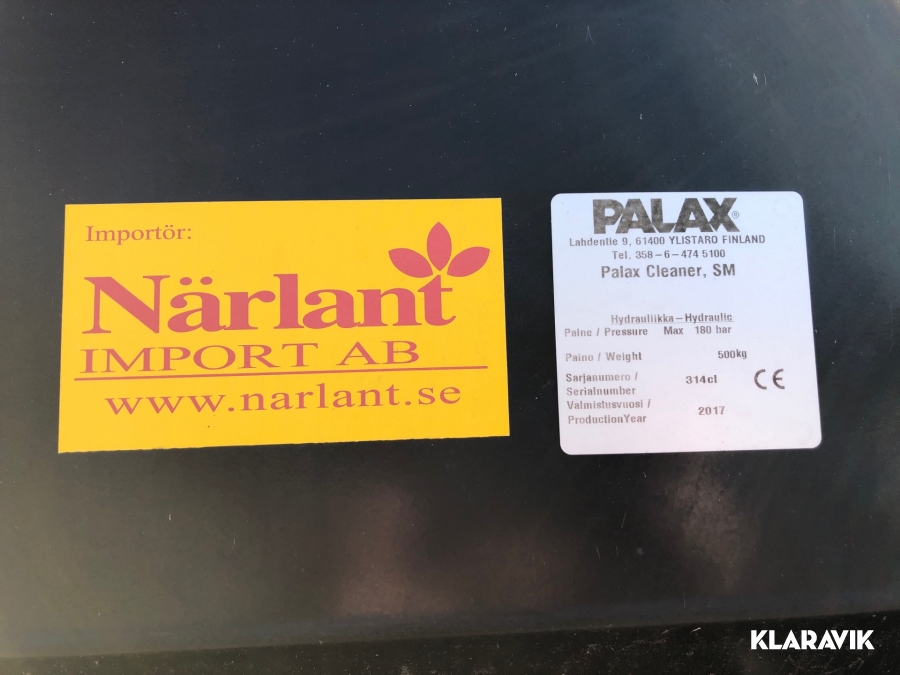 Importör:
Närlant
IMPORT AB
www.narlant.se
PALAX®
Lahdentie 9, 61400 YLISTARO FINLAND
Tel. 358-6-474 5100
Palax Cleaner, SM
Hydrauliikka-Hydraulic
Paine / Pressure Max 180 bar
Paino / Weight 500kg
Sarjanumero / 314cl CE
Serialnumber
Valmistusvuosi / 2017
ProductionYear
KLARAVIK